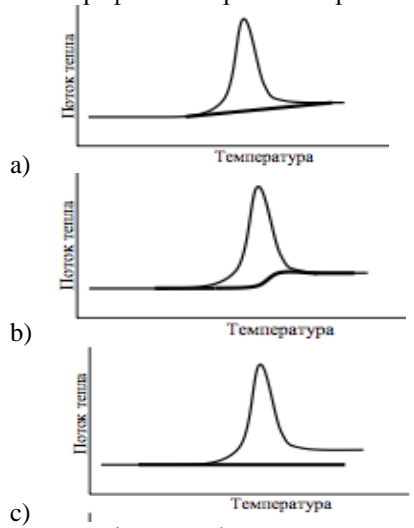 Поток тепла
Температура
a)
Поток тепла
Температура
b)
Поток тепла
Температура
c)